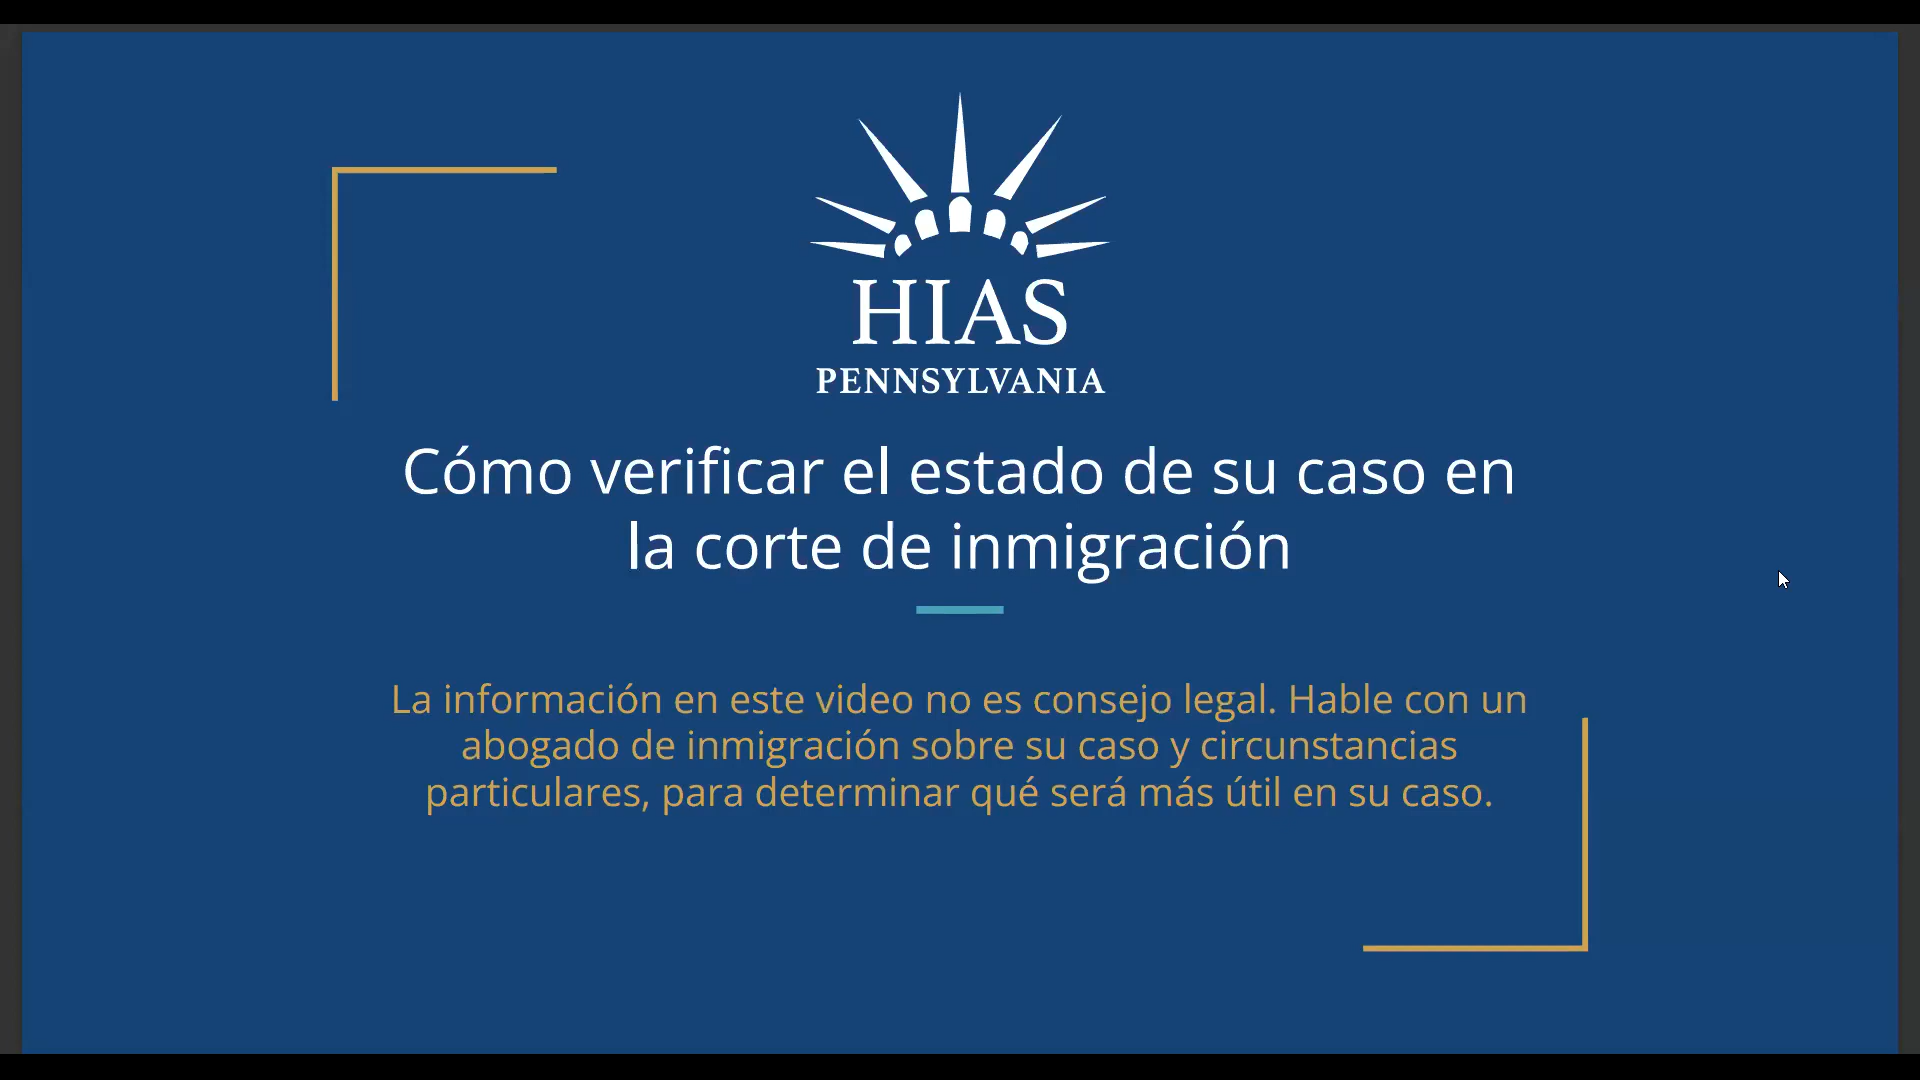 HIAS
PENNSYLVANIA
Cómo verificar el estado de su caso en
la corte de inmigración
La información en este video no es consejo legal. Hable con un
abogado de inmigración sobre su caso y circunstancias
particulares, para determinar qué será más útil en su caso.